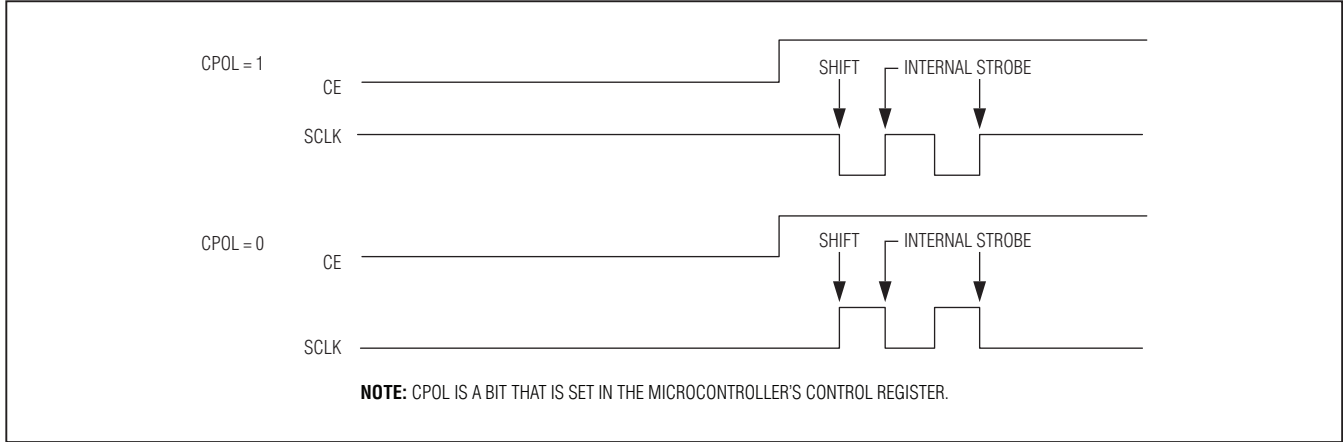 CPOL = 1
CE
SHIFT
INTERNAL STROBE
SCLK
CPOL = 0
CE
SHIFT
INTERNAL STROBE
SCLK
NOTE: CPOL IS A BIT THAT IS SET IN THE MICROCONTROLLER'S CONTROL REGISTER.